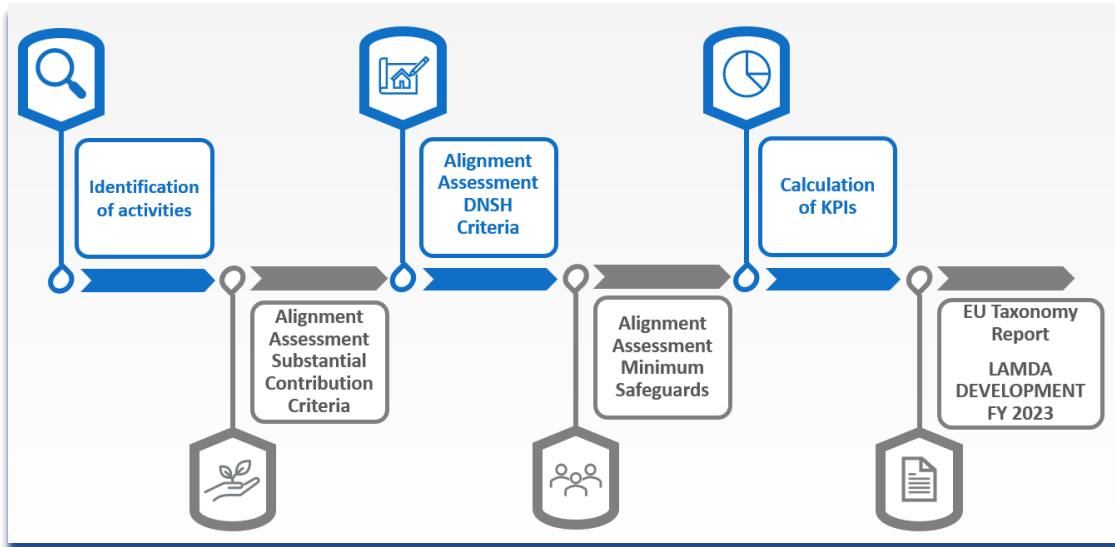 Identification
of activities
Alignment
Assessment
Substantial
Contribution
Criteria
Alignment
Assessment
DNSH
Criteria
Alignment
Assessment
Minimum
Safeguards
Calculation
of KPIs
EU Taxonomy
Report
LAMDA
DEVELOPMENT
FY 2023